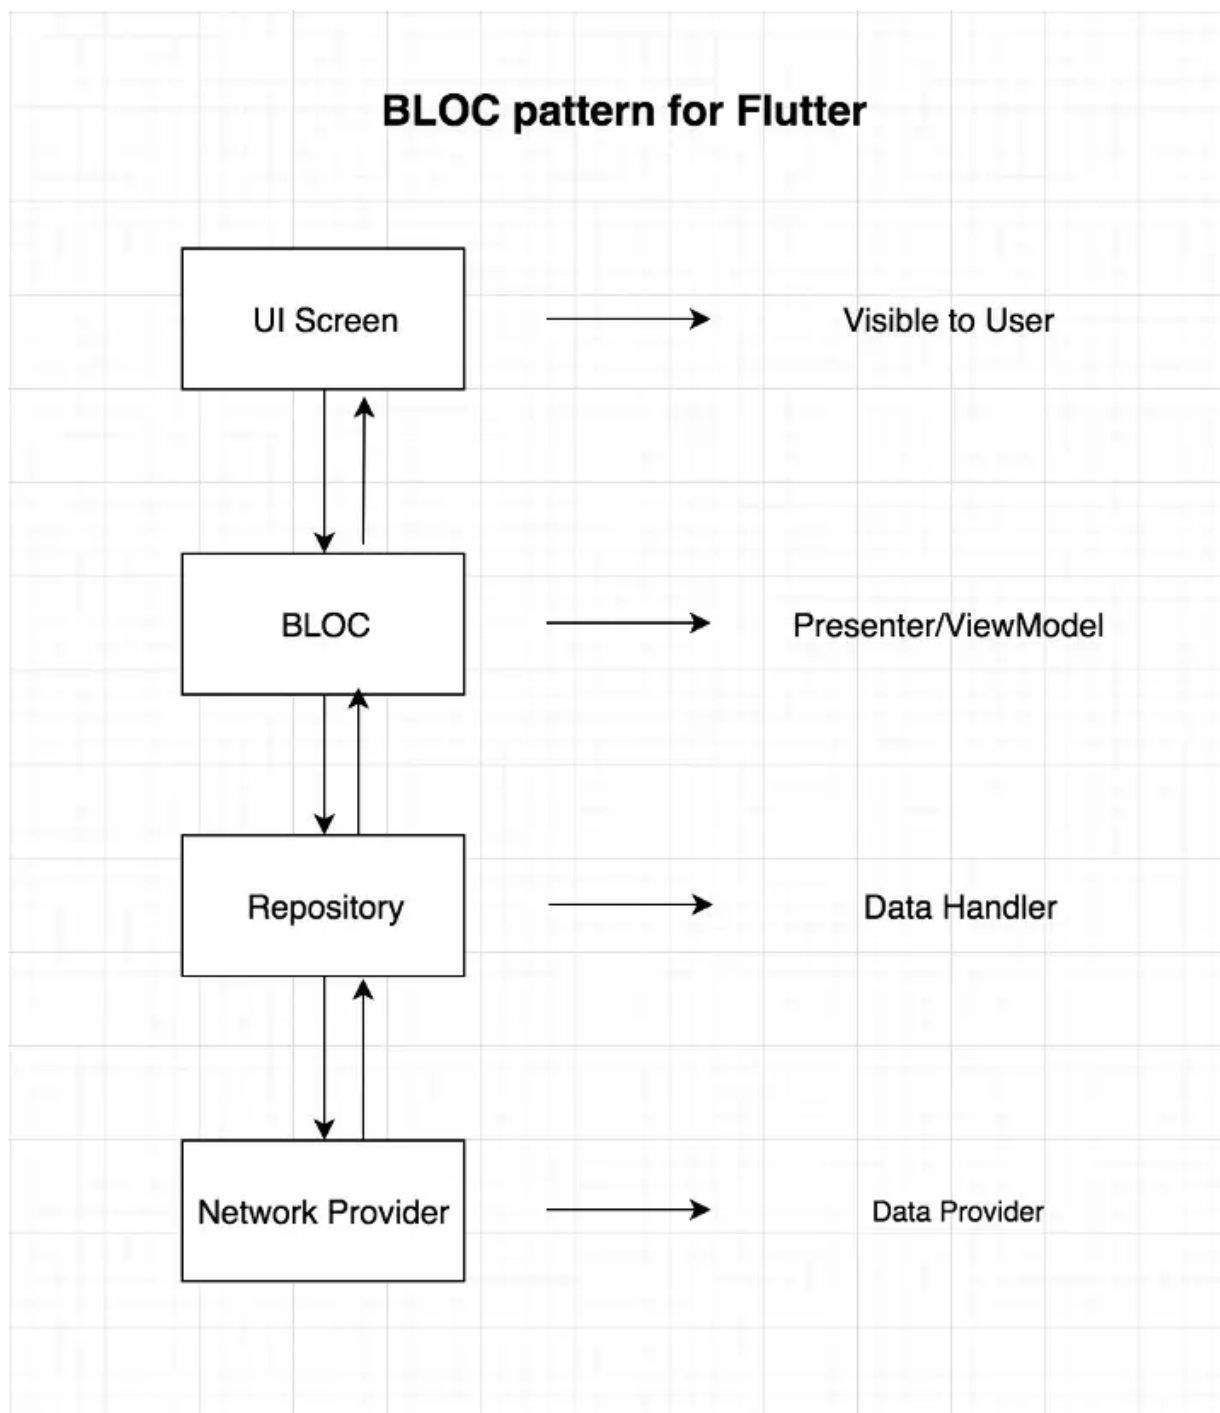 BLOC pattern for Flutter
UI Screen
Visible to User
BLOC
Presenter/ViewModel
Repository
Data Handler
Network Provider
Data Provider